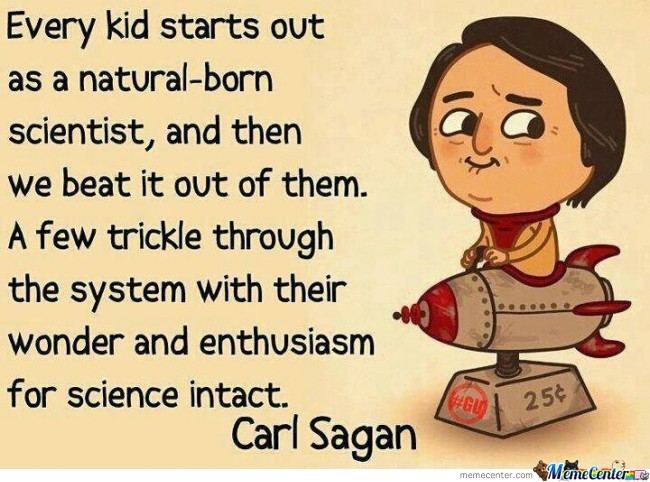 Every kid starts out
as a natural-born
scientist, and then
we beat it out of them.
A few trickle through
the system with their
wonder and enthusiasm
for science intact.
Carl Sagan
#GU
25¢
memecenter.com
MemeCenter